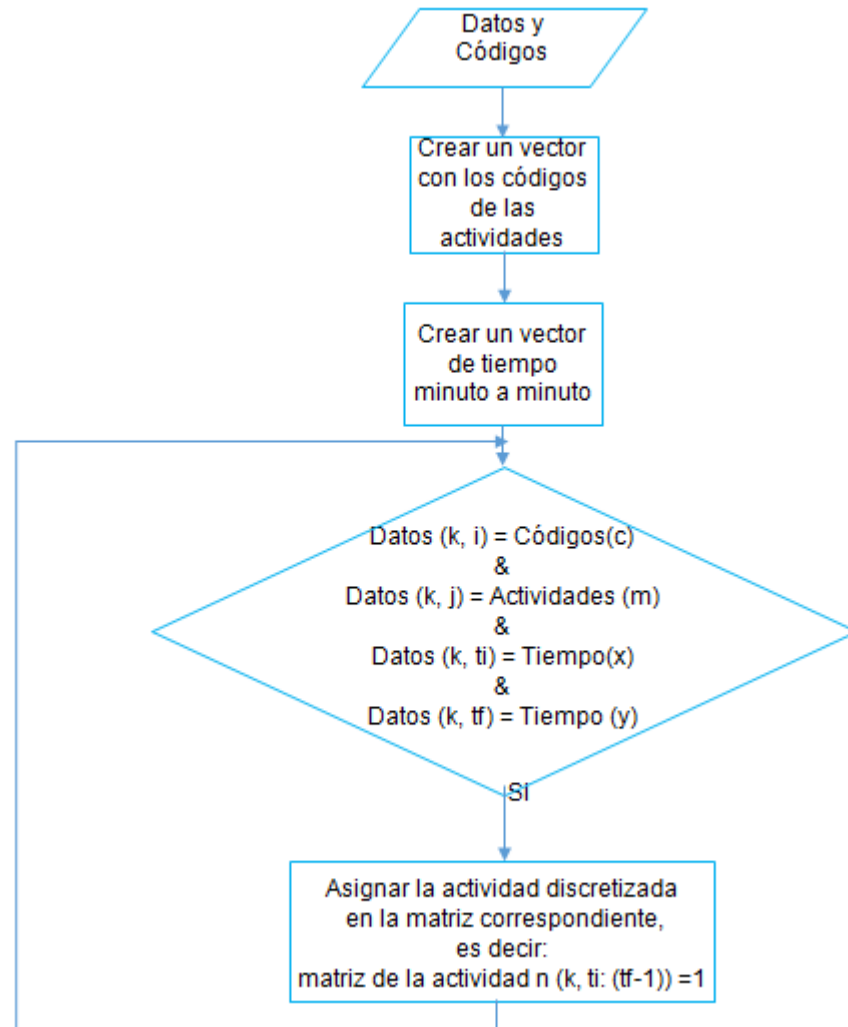 Datos y
Códigos
Crear un vector
con los códigos
de las
actividades
Crear un vector
de tiempo
minuto a minuto
Datos (k, i) = Códigos(c)
&
Datos (k, j) = Actividades (m)
&
Datos (k, ti) = Tiempo(x)
&
Datos (k, tf) = Tiempo (y)
SI
Asignar la actividad discretizada
en la matriz correspondiente,
es decir:
matriz de la actividad n (k, ti: (tf-1)) =1